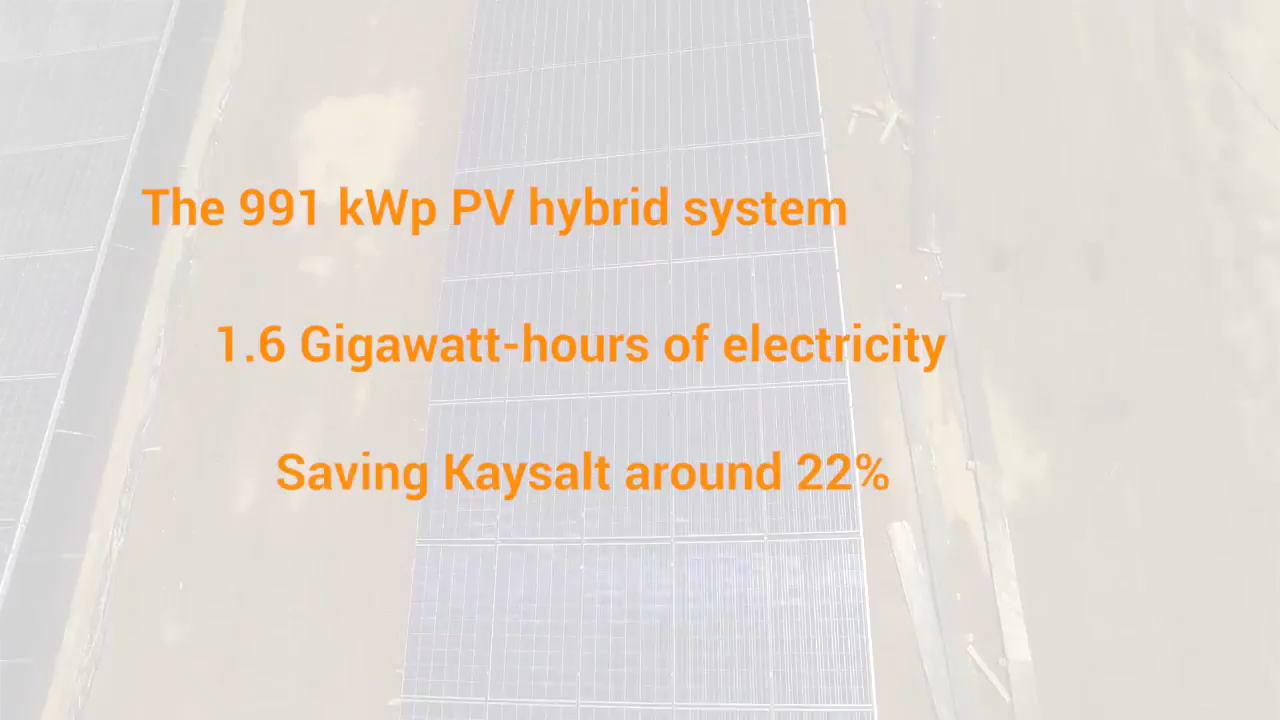 The 991 kWp PV hybrid system
1.6 Gigawatt-hours of electricity
Saving Kaysalt around 22%